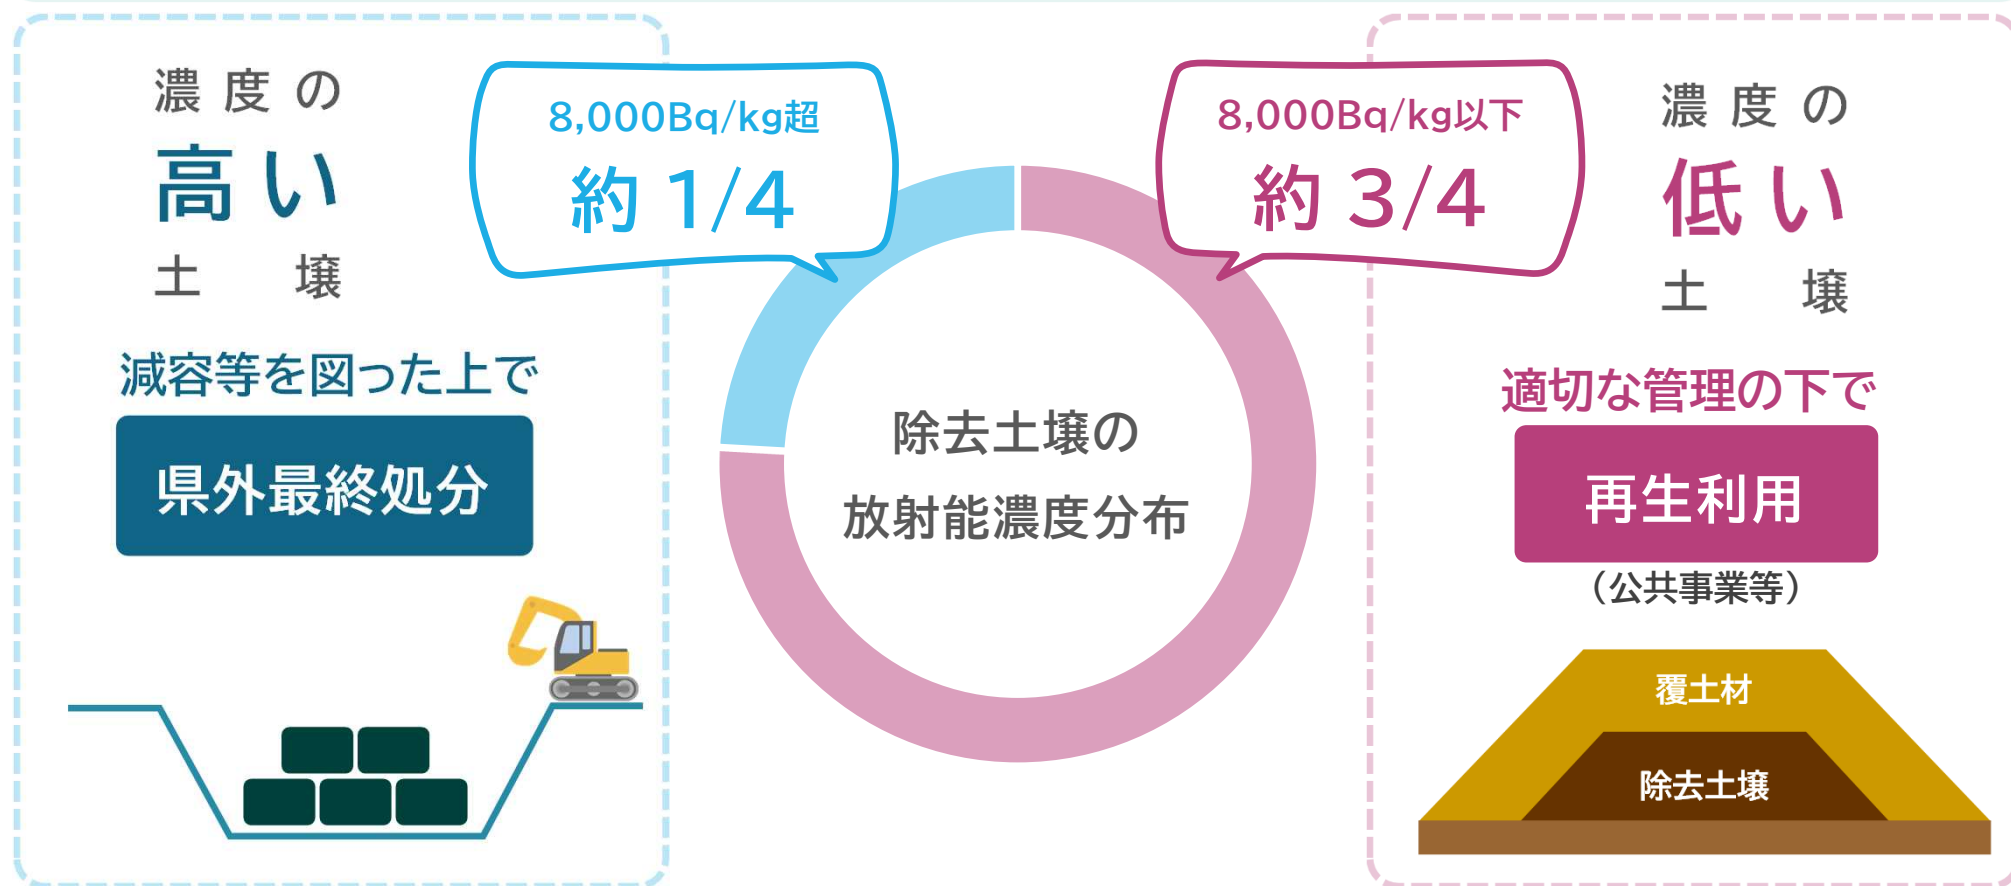 濃度の
高い
土壌
減容等を図った上で
県外最終処分
8,000Bq/kg超
約 1/4
除去土壌の
放射能濃度分布
8,000Bq/kg以下
約 3/4
濃度の
低い
土壌
適切な管理の下で
再生利用
（公共事業等）
覆土材
除去土壌